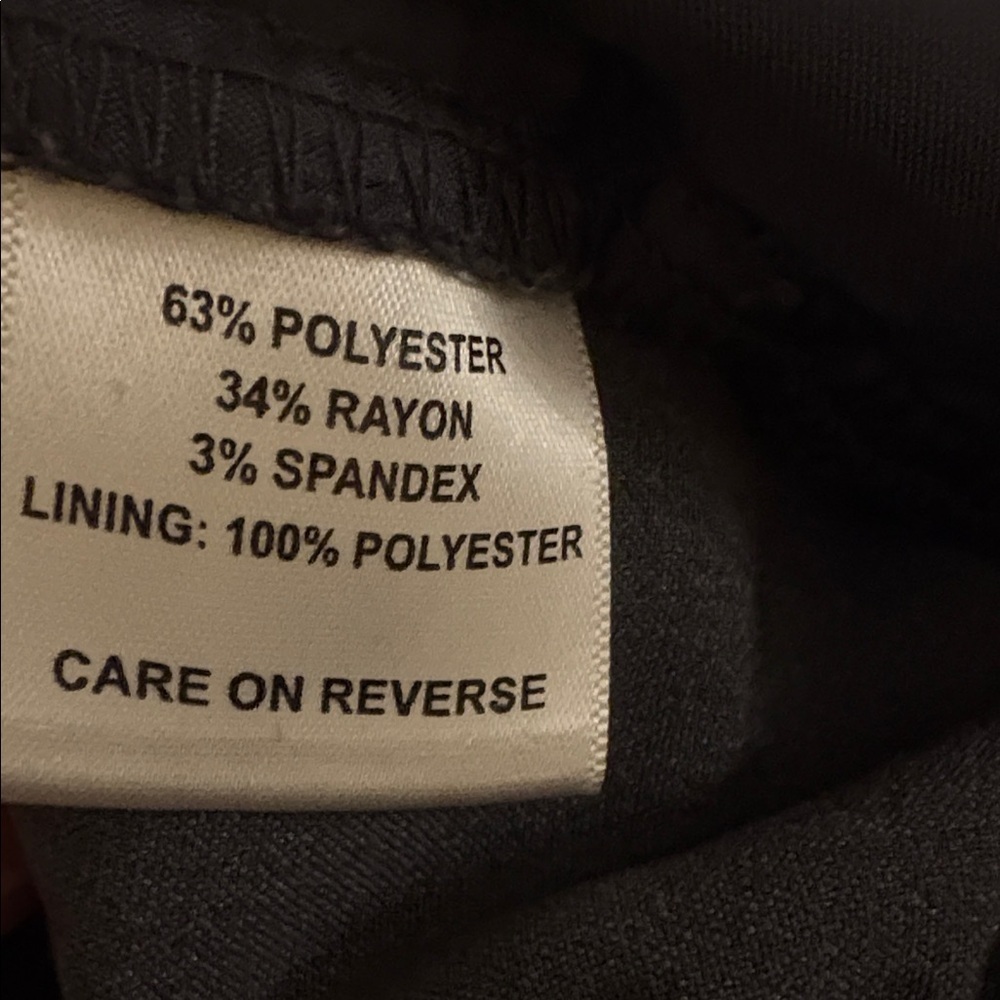 63% POLYESTER
34% RAYON
3% SPANDEX
LINING: 100% POLYESTER
CARE ON REVERSE